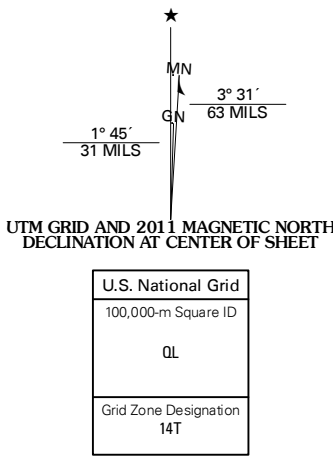 ★
MN
3° 31´
63 MILS
GN
1° 45´
31 MILS
UTM GRID AND 2011 MAGNETIC NORTH
DECLINATION AT CENTER OF SHEET
U.S. National Grid
100,000-m Square ID
QL
Grid Zone Designation
14T